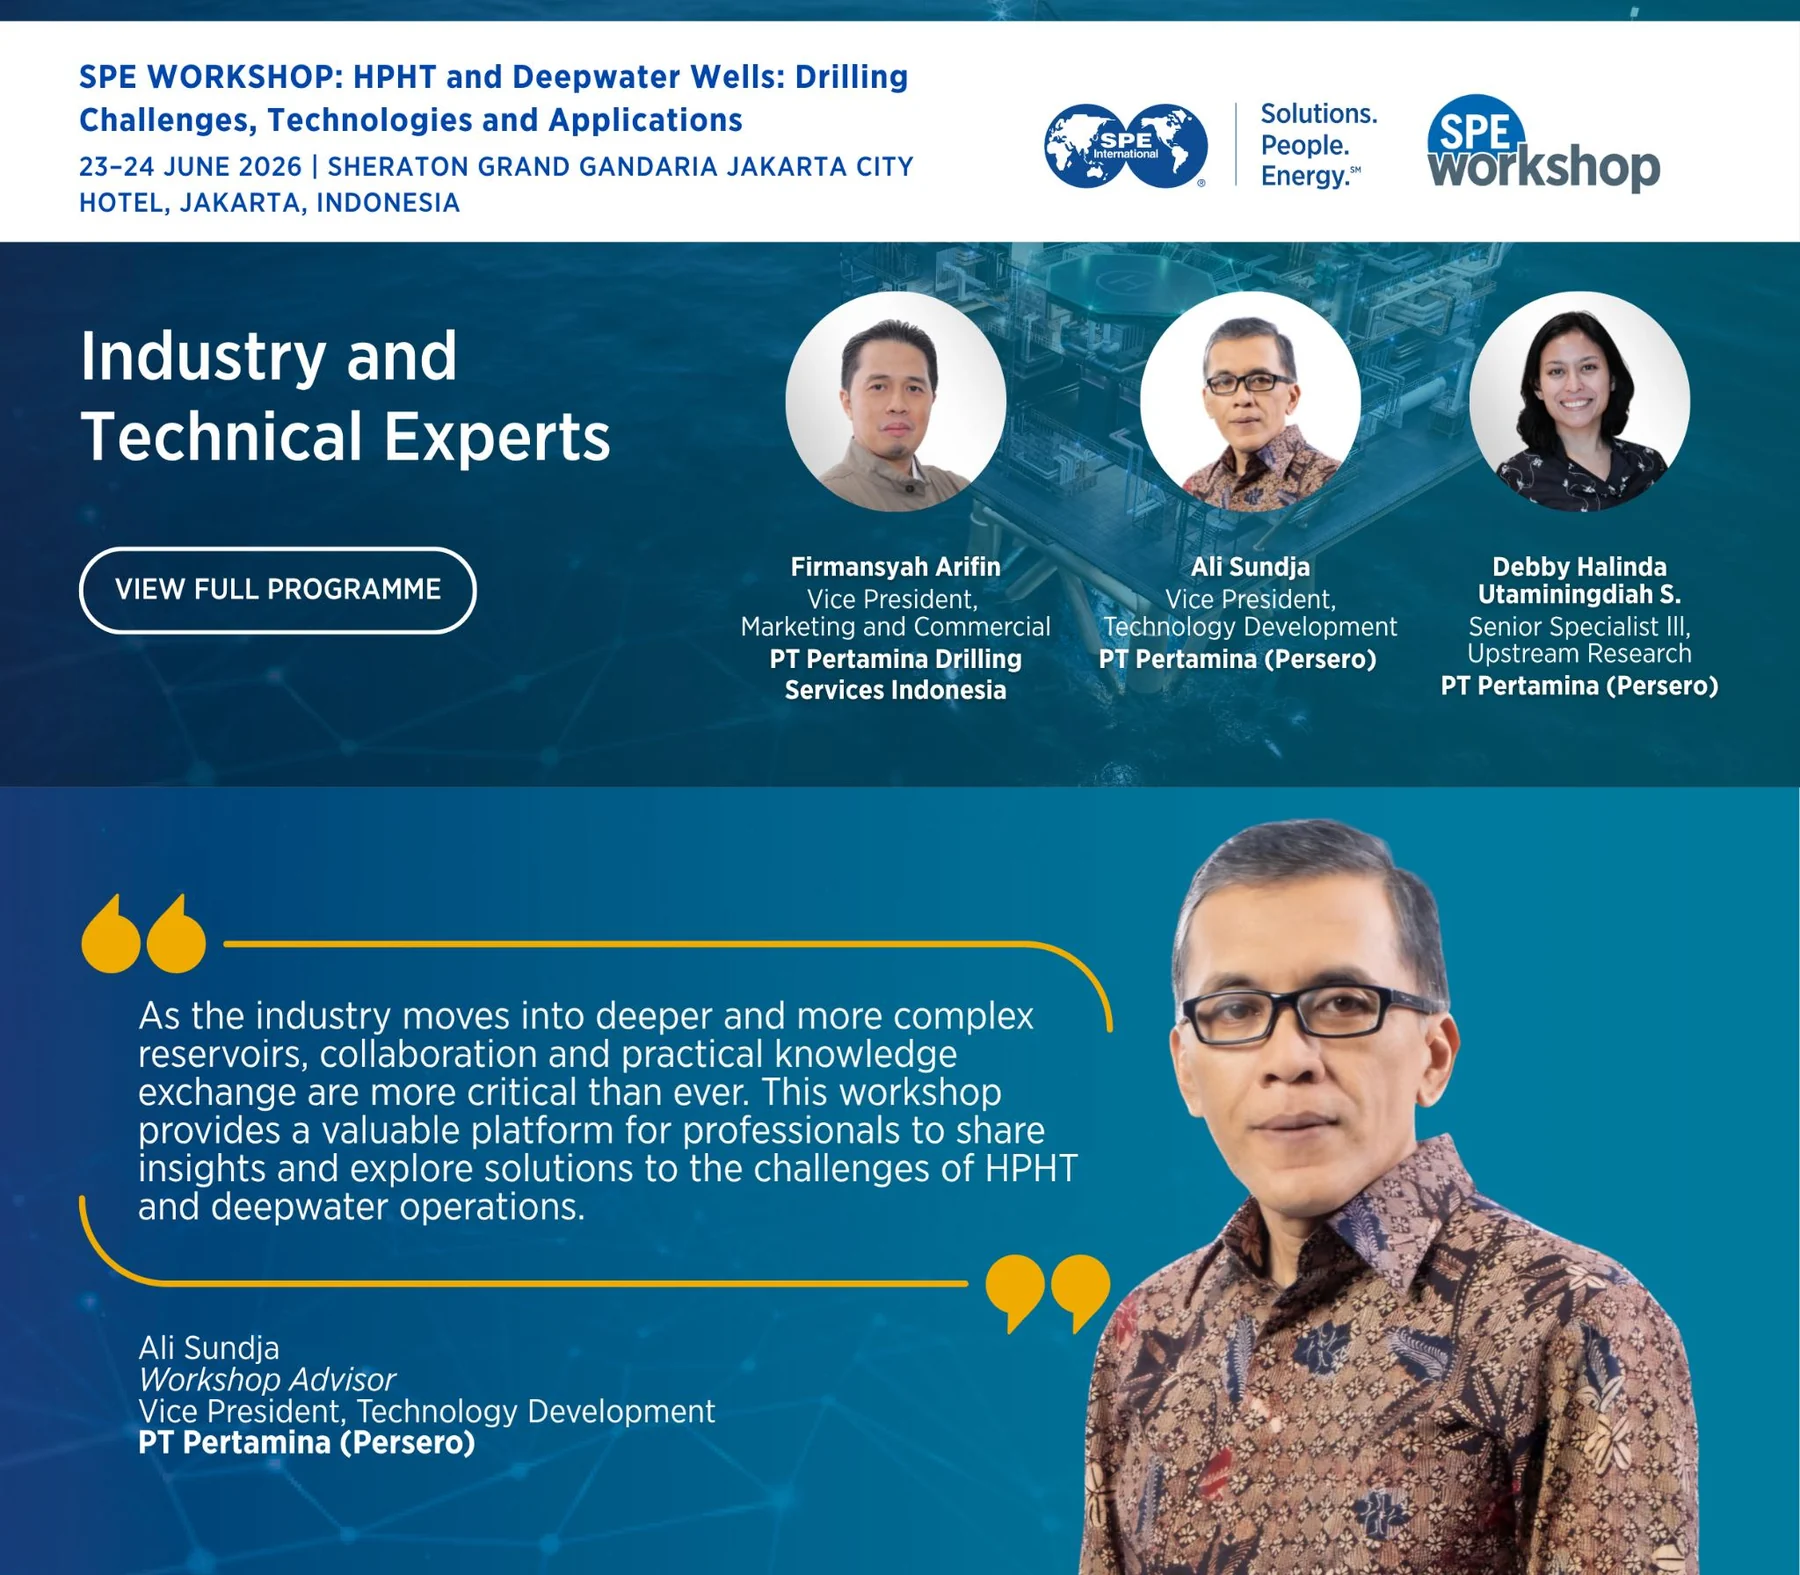 SPE WORKSHOP: HPHT and Deepwater Wells: Drilling
Challenges, Technologies and Applications
23–24 JUNE 2026 | SHERATON GRAND GANDARIA JAKARTA CITY
HOTEL, JAKARTA, INDONESIA
SPE
International
®
Solutions.
People.
Energy.℠
SPE
workshop
Industry and
Technical Experts
VIEW FULL PROGRAMME
H
Firmansyah Arifin
Vice President,
Marketing and Commercial
PT Pertamina Drilling
Services Indonesia
Ali Sundja
Vice President,
Technology Development
PT Pertamina (Persero)
Debby Halinda
Utaminingdiah S.
Senior Specialist III,
Upstream Research
PT Pertamina (Persero)
“
As the industry moves into deeper and more complex
reservoirs, collaboration and practical knowledge
exchange are more critical than ever. This workshop
provides a valuable platform for professionals to share
insights and explore solutions to the challenges of HPHT
and deepwater operations.
”
Ali Sundja
Workshop Advisor
Vice President, Technology Development
PT Pertamina (Persero)